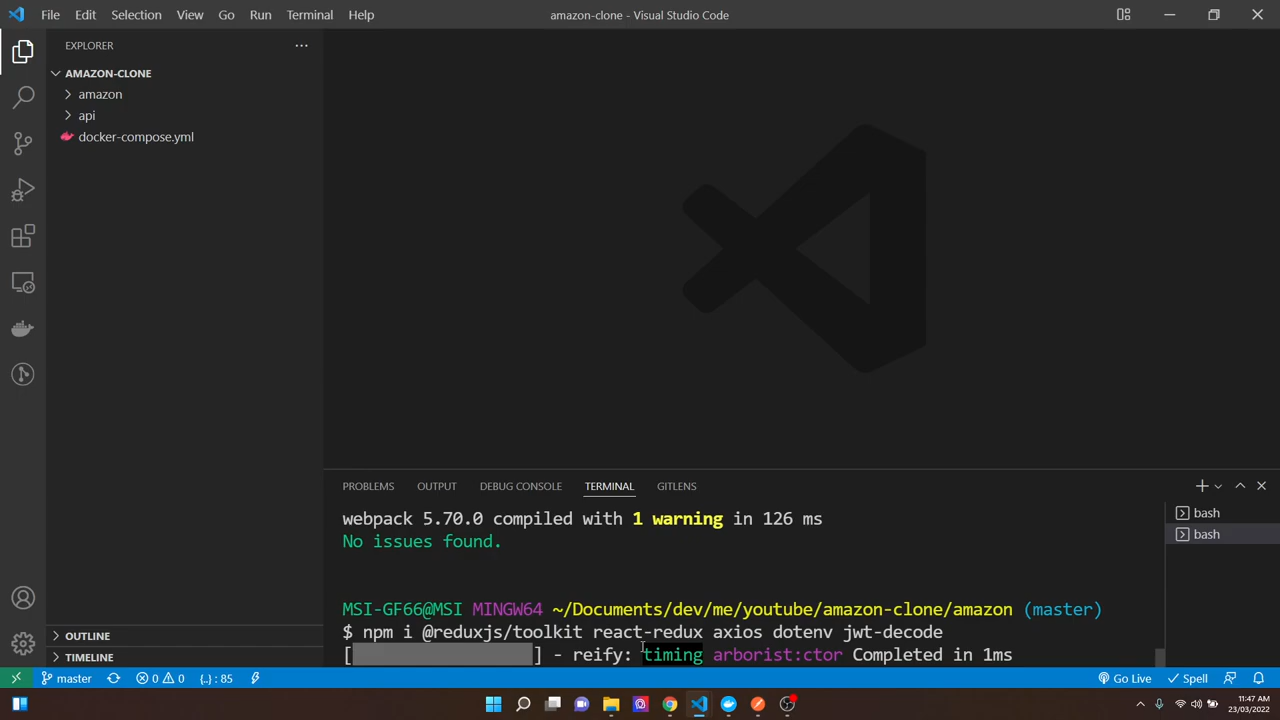 File Edit Selection View Go Run Terminal Help
amazon-clone - Visual Studio Code
EXPLORER
AMAZON-CLONE
amazon
api
docker-compose.yml
PROBLEMS OUTPUT DEBUG CONSOLE TERMINAL GITLENS
webpack 5.70.0 compiled with 1 warning in 126 ms
No issues found.
bash
bash
MSI-GF66@MSI MINGW64 ~/Documents/dev/me/youtube/amazon-clone/amazon (master)
$ npm i @reduxjs/toolkit react-redux axios dotenv jwt-decode
[ ] - reify: timing arborist:ctor Completed in 1ms
OUTLINE
TIMELINE
master 0 0 {..} : 85 Go Live Spell
11:47 AM
23/03/2022